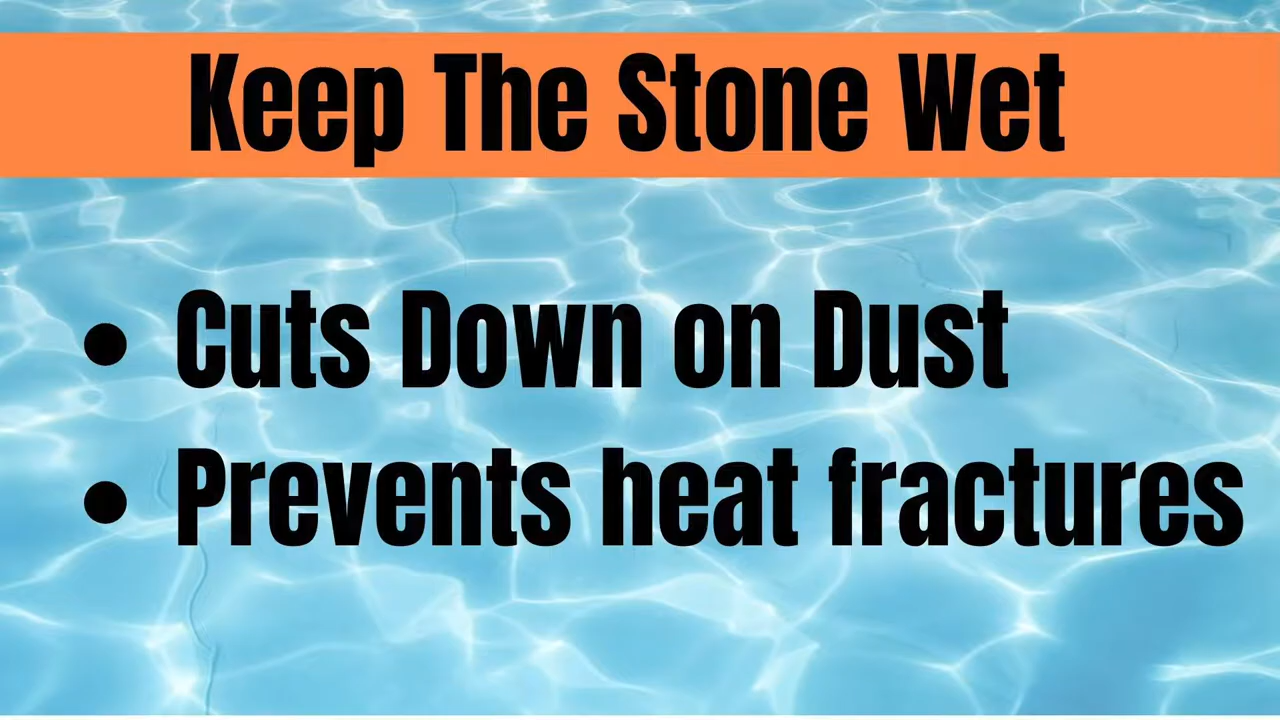 Keep The Stone Wet
• Cuts Down on Dust
• Prevents heat fractures